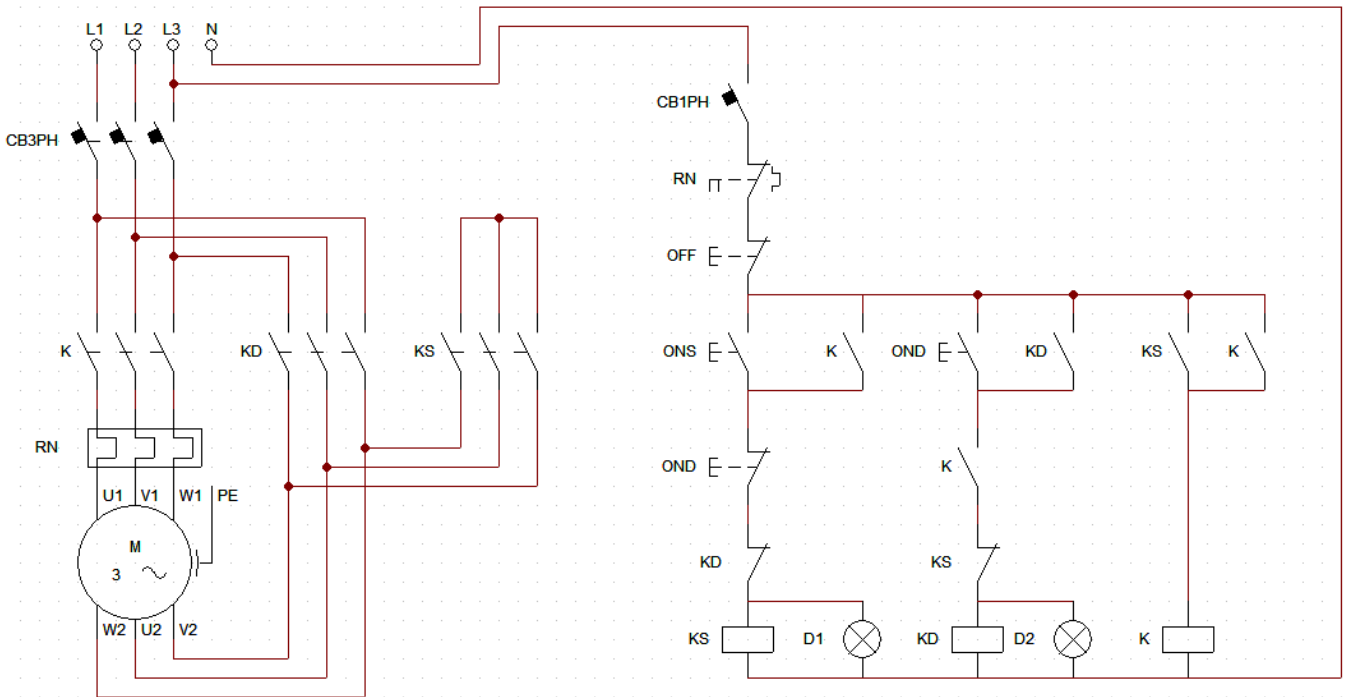 L1 L2 L3 N
CB1PH
CB3PH
RN
OFF
K KD KS ONS K OND KD KS K
RN
OND K
U1 V1 W1 PE
M
3
KD KS
W2 U2 V2
KS D1 KD D2 K